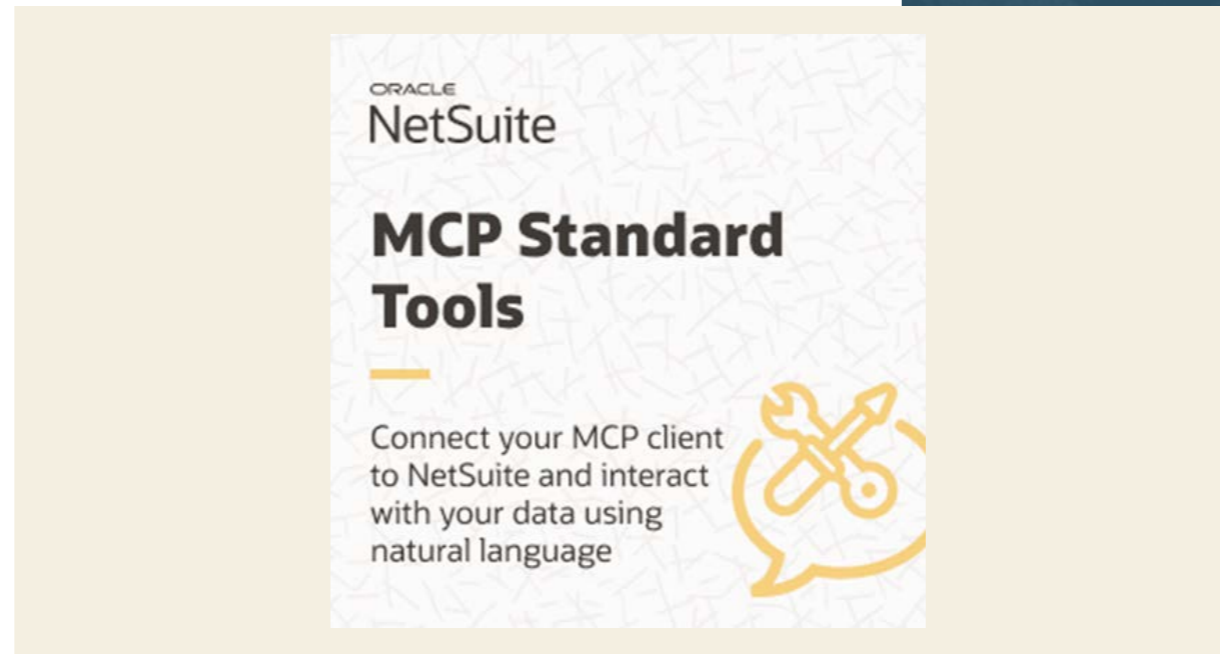 ORACLE
NetSuite
MCP Standard
Tools
Connect your MCP client
to NetSuite and interact
with your data using
natural language